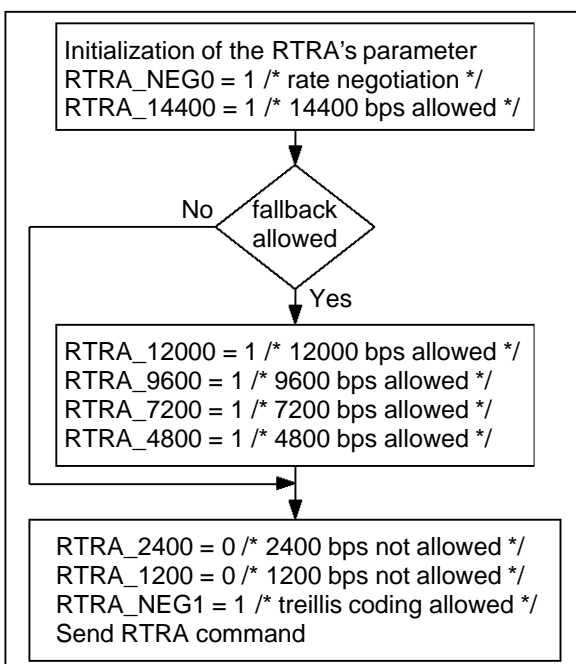 Initialization of the RTRA's parameter
RTRA_NEG0 = 1 /* rate negotiation */
RTRA_14400 = 1 /* 14400 bps allowed */
No
fallback
allowed
Yes
RTRA_12000 = 1 /* 12000 bps allowed */
RTRA_9600 = 1 /* 9600 bps allowed */
RTRA_7200 = 1 /* 7200 bps allowed */
RTRA_4800 = 1 /* 4800 bps allowed */
RTRA_2400 = 0 /* 2400 bps not allowed */
RTRA_1200 = 0 /* 1200 bps not allowed */
RTRA_NEG1 = 1 /* treillis coding allowed */
Send RTRA command